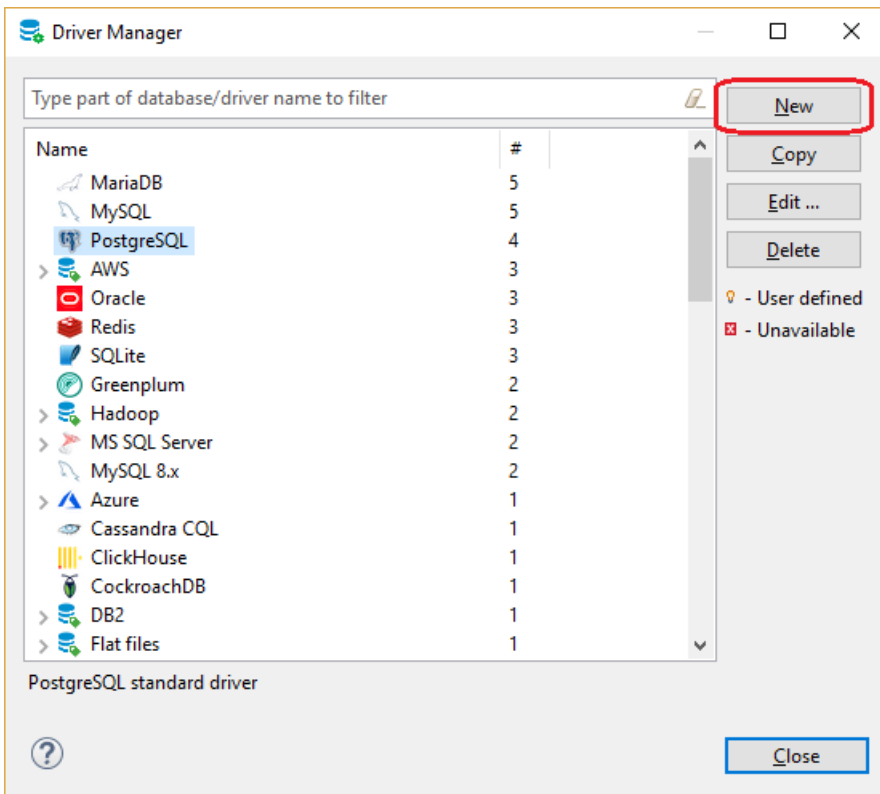 Driver Manager
Type part of database/driver name to filter
New
Name #
Copy
MariaDB 5
MySQL 5
Edit ...
PostgreSQL 4
Delete
AWS 3
Oracle 3
- User defined
Redis 3
- Unavailable
SQLite 3
Greenplum 2
Hadoop 2
MS SQL Server 2
MySQL 8.x 2
Azure 1
Cassandra CQL 1
ClickHouse 1
CockroachDB 1
DB2 1
Flat files 1
PostgreSQL standard driver
?
Close